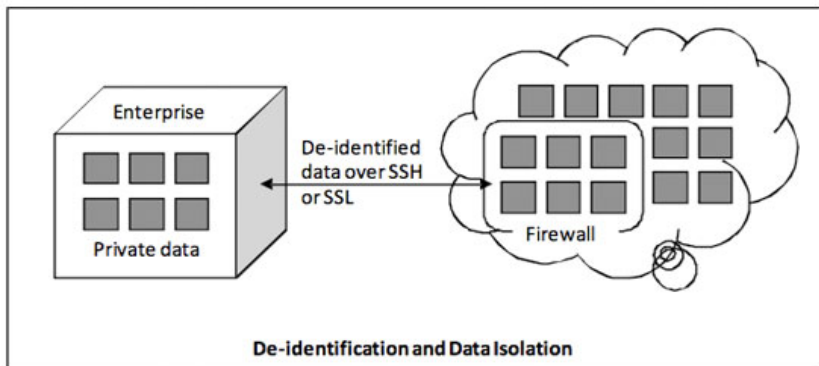 Enterprise
Private data
De-identified
data over SSH
or SSL
Firewall
De-identification and Data Isolation